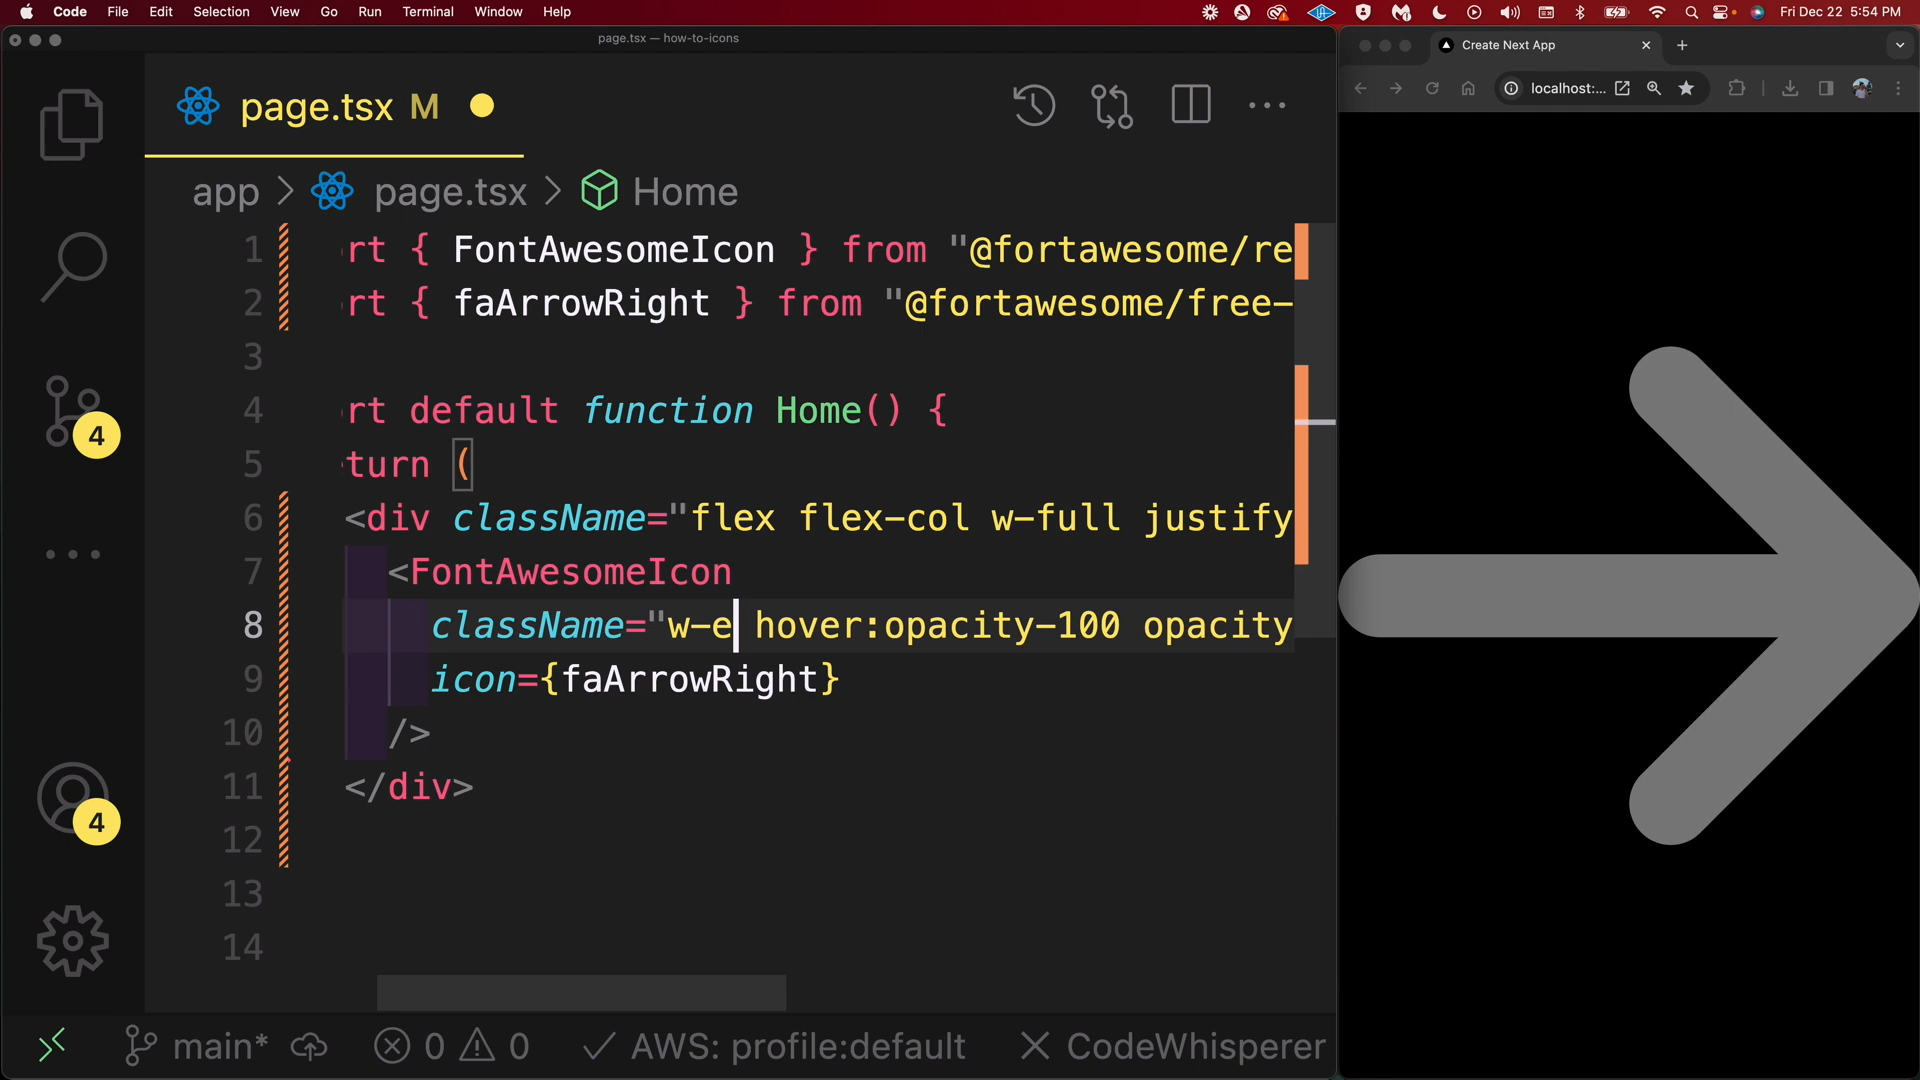 Code File Edit Selection View Go Run Terminal Window Help Fri Dec 22 5:54 PM
page.tsx — how-to-icons
Create Next App
localhost:...
page.tsx M
app > page.tsx > Home
1 rt { FontAwesomeIcon } from "@fortawesome/re
2 rt { faArrowRight } from "@fortawesome/free-
3
4 rt default function Home() {
5 turn (
6 <div className="flex flex-col w-full justify
7 <FontAwesomeIcon
8 className="w-e hover:opacity-100 opacity
9 icon={faArrowRight}
10 />
11 </div>
12
13
14
4
4
main* 0 0 AWS: profile:default CodeWhisperer